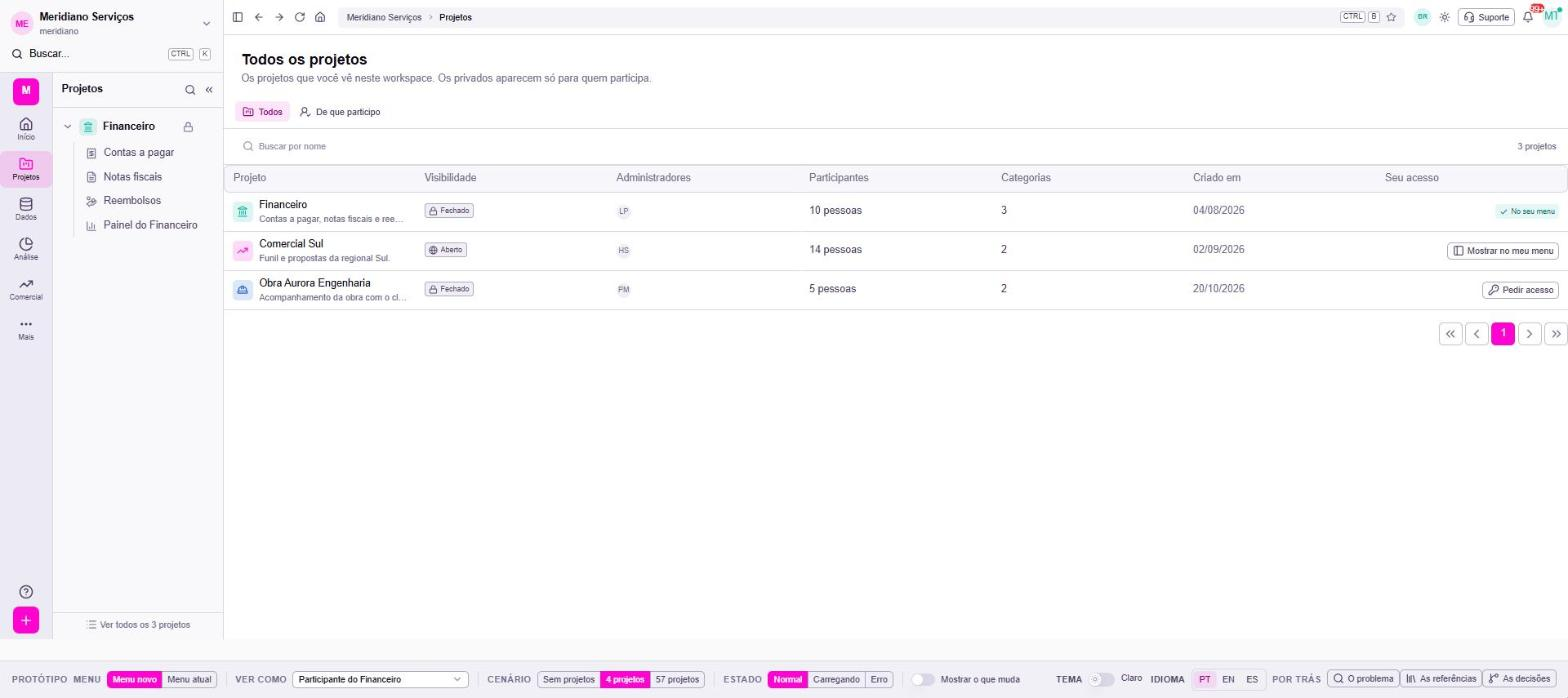 ME Meridiano Serviços
meridiano
Buscar... CTRL K
Meridiano Serviços Projetos CTRL B BR Suporte 99+ MT
M
Início
Projetos
Dados
Análise
Comercial
Mais
Projetos
Financeiro
Contas a pagar
Notas fiscais
Reembolsos
Painel do Financeiro
Ver todos os 3 projetos
Todos os projetos
Os projetos que você vê neste workspace. Os privados aparecem só para quem participa.
Todos De que participo
Buscar por nome 3 projetos
Projeto Visibilidade Administradores Participantes Categorias Criado em Seu acesso
Financeiro
Contas a pagar, notas fiscais e ree... Fechado LP 10 pessoas 3 04/08/2026 No seu menu
Comercial Sul
Funil e propostas da regional Sul. Aberto HS 14 pessoas 2 02/09/2026 Mostrar no meu menu
Obra Aurora Engenharia
Acompanhamento da obra com o cl... Fechado PM 5 pessoas 2 20/10/2026 Pedir acesso
1
PROTÓTIPO MENU Menu novo Menu atual VER COMO Participante do Financeiro CENÁRIO Sem projetos 4 projetos 57 projetos ESTADO Normal Carregando Erro Mostrar o que muda TEMA Claro IDIOMA PT EN ES POR TRÁS O problema As referências As decisões